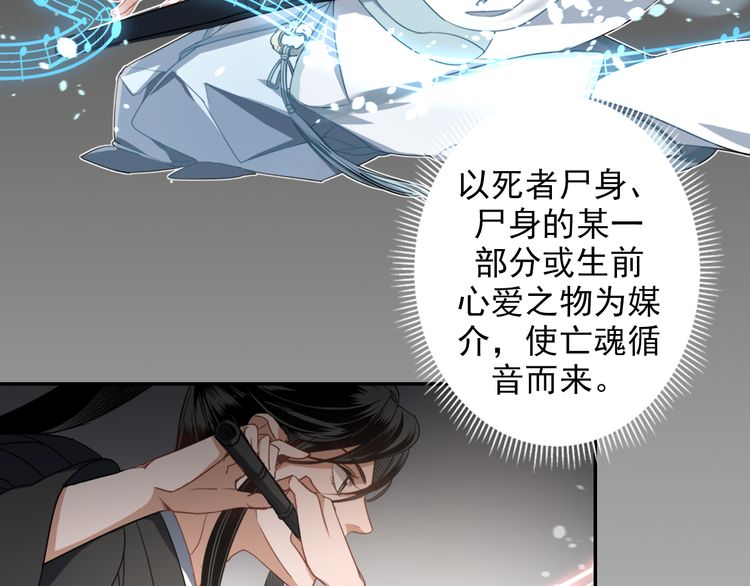 以死者尸身、
尸身的某一
部分或生前
心爱之物为媒
介，使亡魂循
音而来。